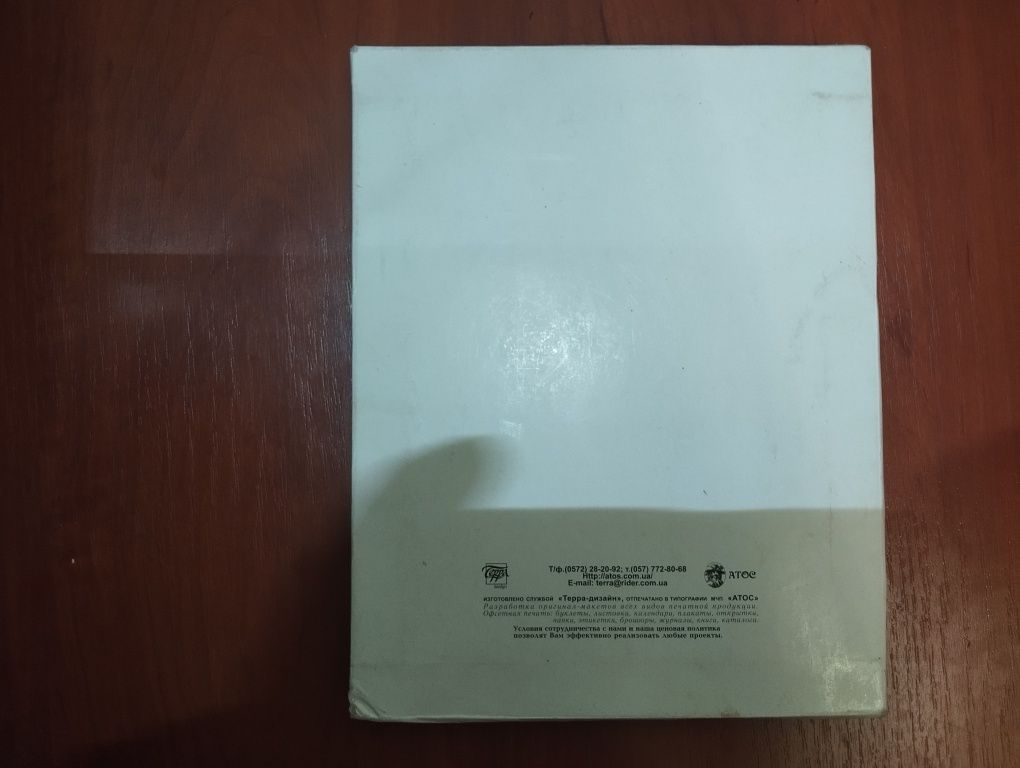 Терра
Т/ф.(0572) 28-20-92; т.(057) 772-80-68
Http://atos.com.ua/
E-mail: terra@rider.com.ua
АТОС
ИЗГОТОВЛЕНО СЛУЖБОЙ «Терра-дизайн», ОТПЕЧАТАНО В ТИПОГРАФИИ МЧП «АТОС»
Разработка оригинал-макетов всех видов печатной продукции.
Офсетная печать: буклеты, листовки, календари, плакаты, открытки,
папки, этикетки, брошюры, журналы, книги, каталоги.
Условия сотрудничества с нами и наша ценовая политика
позволят Вам эффективно реализовать любые проекты.